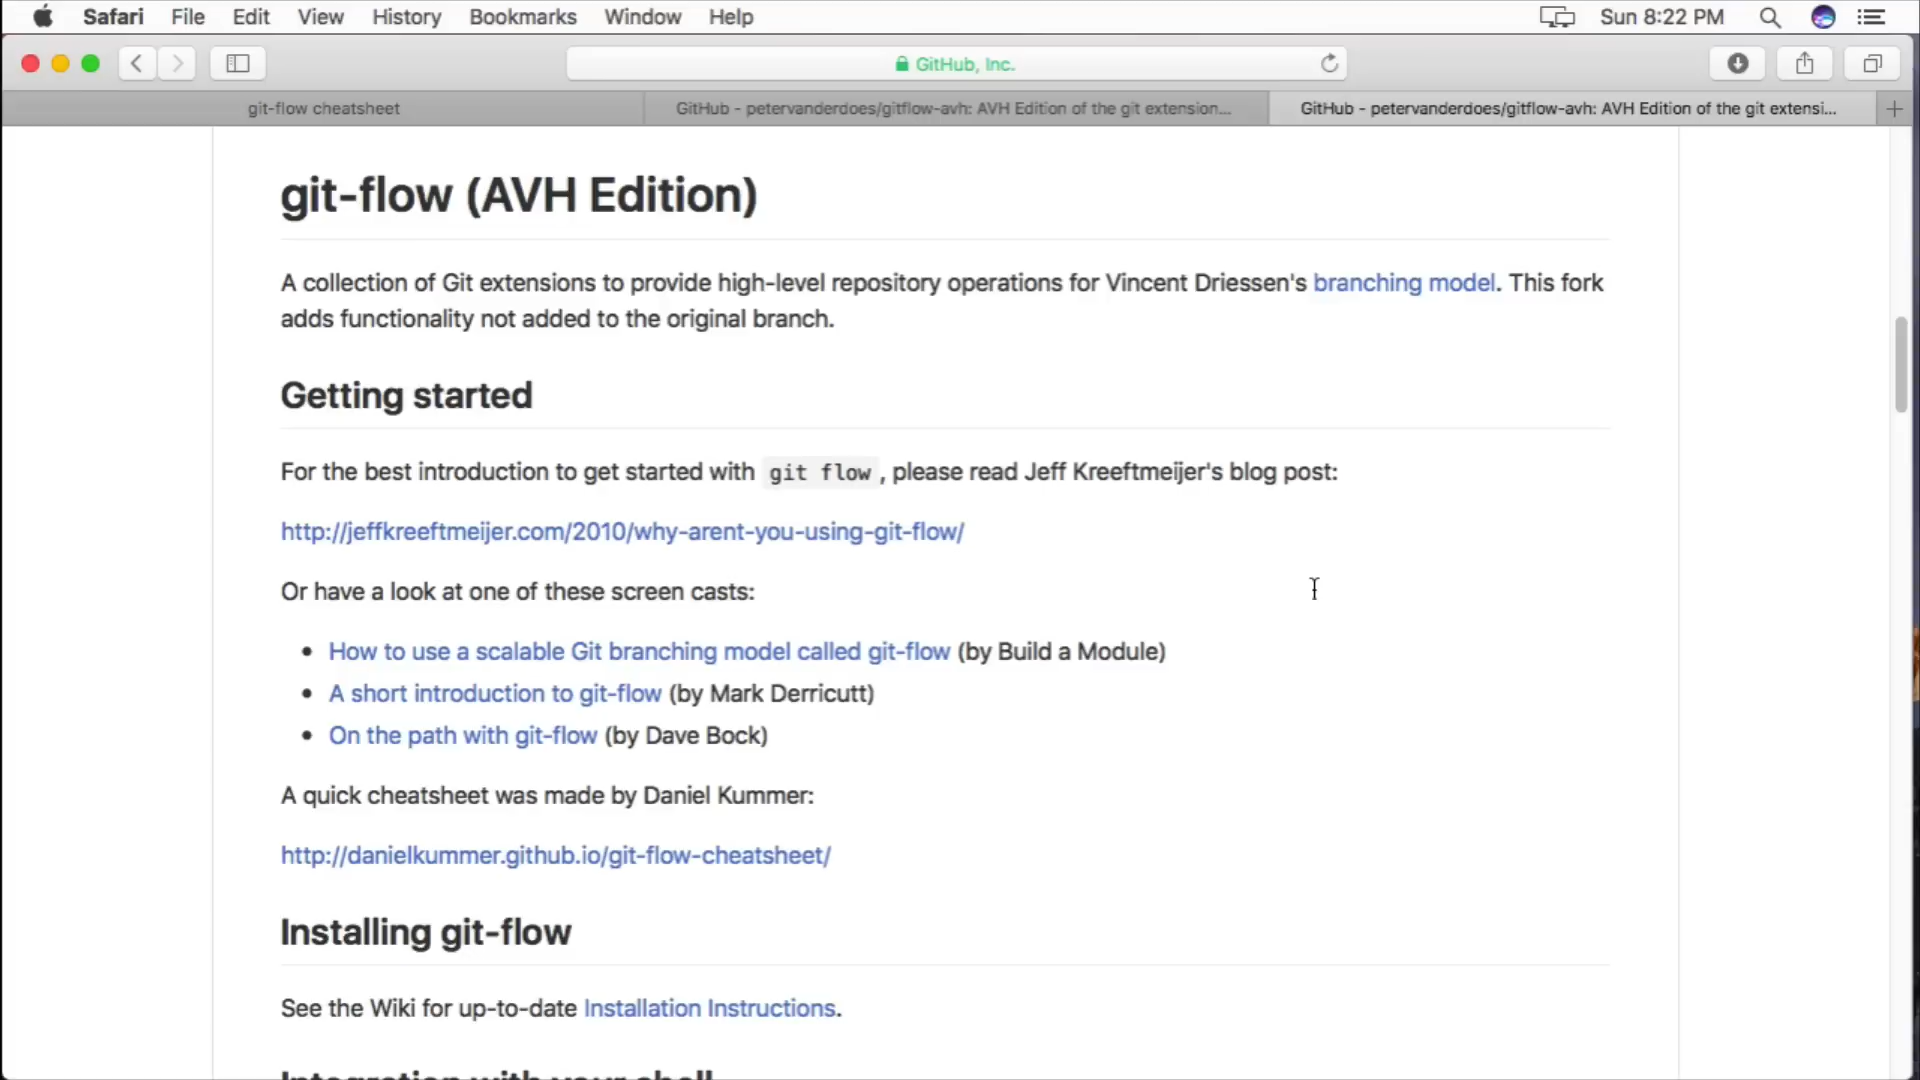 Safari File Edit View History Bookmarks Window Help Sun 8:22 PM
GitHub, Inc.
git-flow cheatsheet
GitHub - petervanderdoes/gitflow-avh: AVH Edition of the git extension...
GitHub - petervanderdoes/gitflow-avh: AVH Edition of the git extensi...
git-flow (AVH Edition)
A collection of Git extensions to provide high-level repository operations for Vincent Driessen's branching model. This fork
adds functionality not added to the original branch.
Getting started
For the best introduction to get started with git flow , please read Jeff Kreeftmeijer's blog post:
http://jeffkreeftmeijer.com/2010/why-arent-you-using-git-flow/
Or have a look at one of these screen casts:
• How to use a scalable Git branching model called git-flow (by Build a Module)
• A short introduction to git-flow (by Mark Derricutt)
• On the path with git-flow (by Dave Bock)
A quick cheatsheet was made by Daniel Kummer:
http://danielkummer.github.io/git-flow-cheatsheet/
Installing git-flow
See the Wiki for up-to-date Installation Instructions.
Integration with your shell